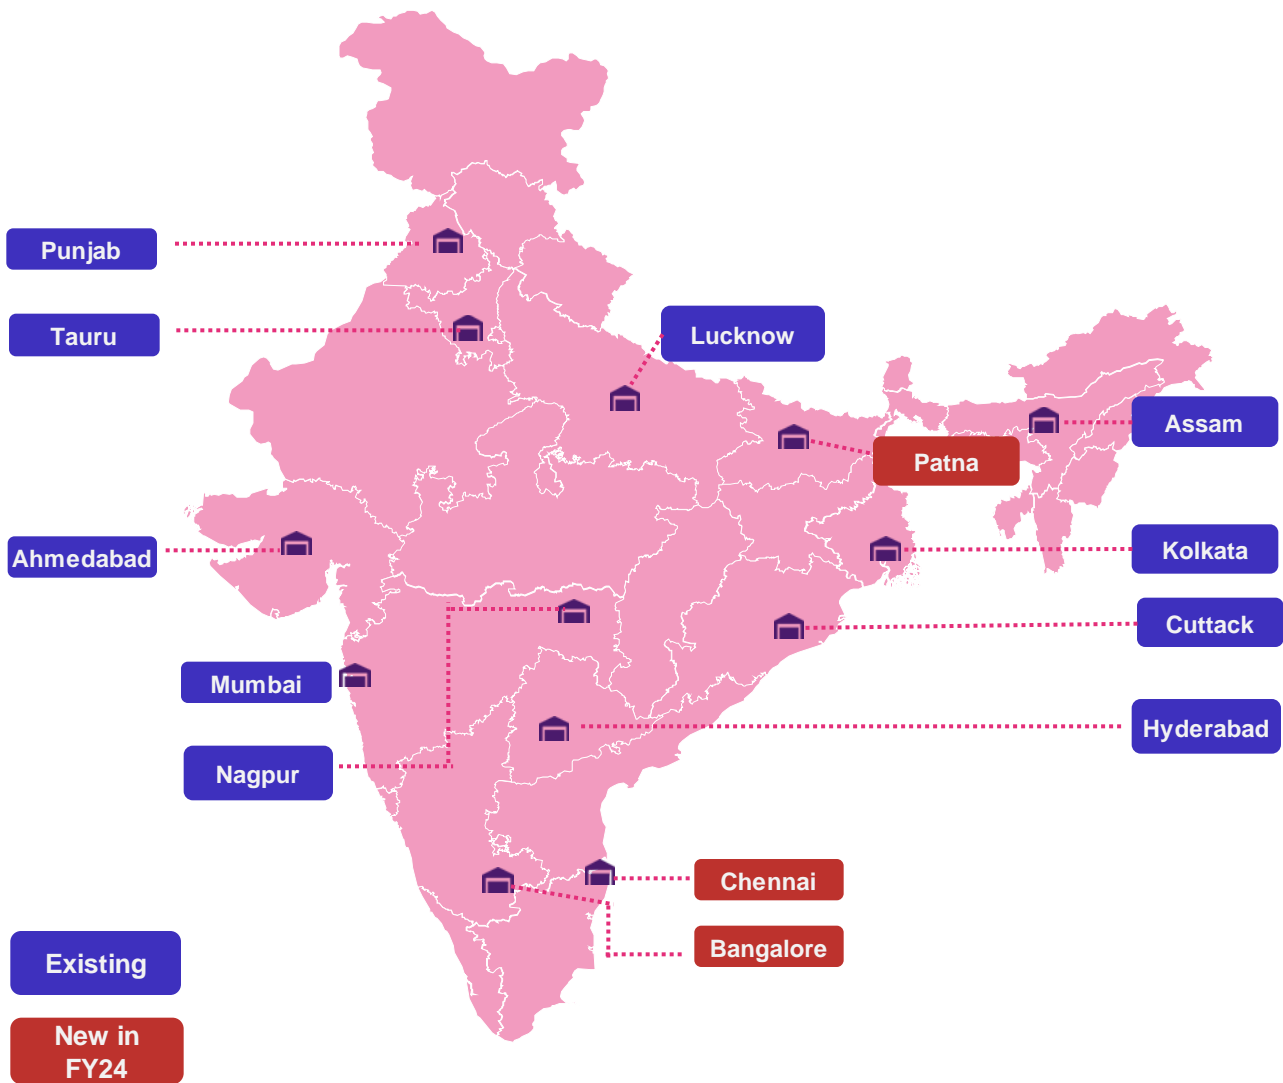 Punjab
Tauru
Lucknow
Assam
Patna
Ahmedabad
Kolkata
Cuttack
Mumbai
Hyderabad
Nagpur
Chennai
Bangalore
Existing
New in
FY24